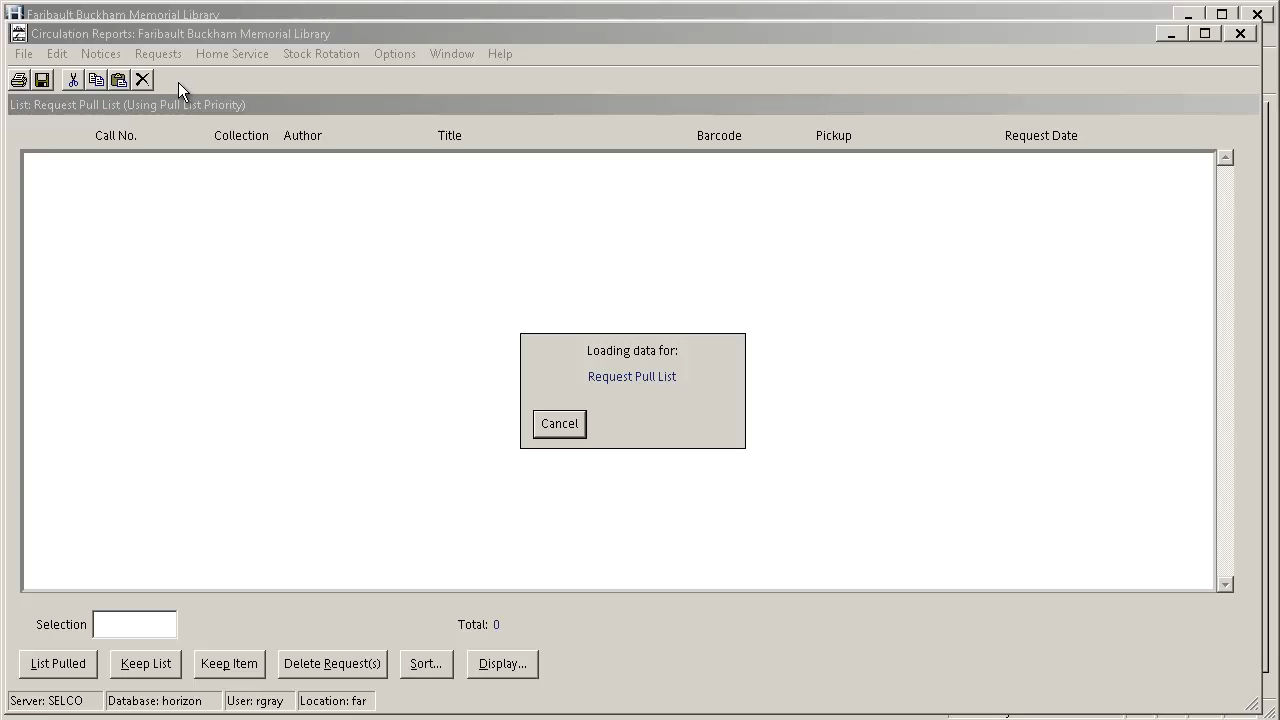 Faribault Buckham Memorial Library
Circulation Reports: Faribault Buckham Memorial Library
File Edit Notices Requests Home Service Stock Rotation Options Window Help
List: Request Pull List (Using Pull List Priority)
Call No. Collection Author Title Barcode Pickup Request Date
Loading data for:
Request Pull List
Cancel
Selection Total: 0
List Pulled Keep List Keep Item Delete Request(s) Sort... Display...
Server: SELCO Database: horizon User: rgray Location: far